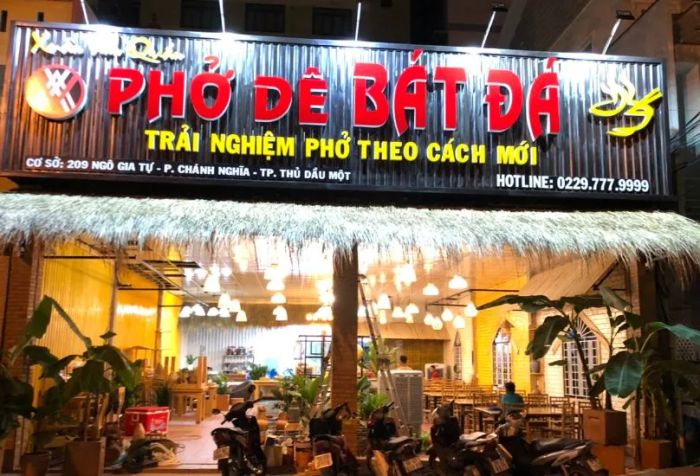 Quán
PHỞ DÊ BÁT ĐÁ
TRẢI NGHIỆM PHỞ THEO CÁCH MỚI
CƠ SỞ: 209 NGÔ GIA TỰ - P. CHÁNH NGHĨA - TP. THỦ DẦU MỘT
HOTLINE: 0229.777.9999